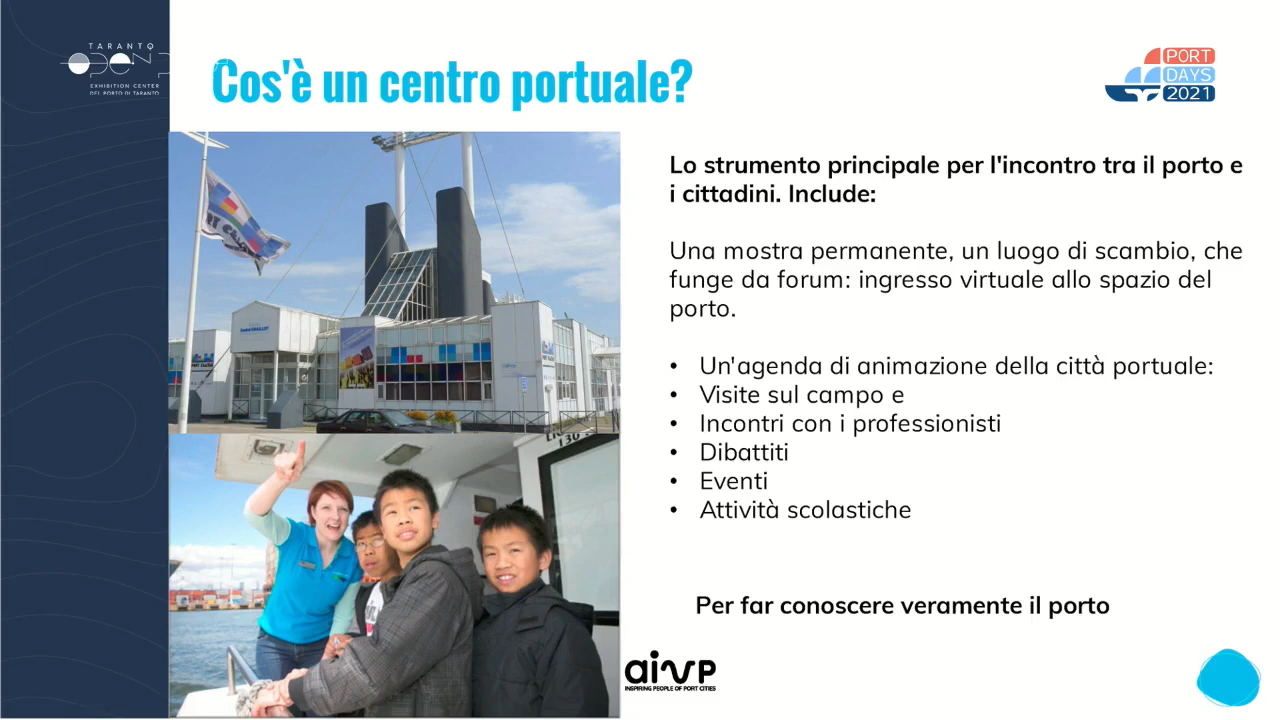 TARANTO
OPEN P
EXHIBITION CENTER
DEL PORTO DI TARANTO
Cos'è un centro portuale?
PORT
DAYS
2021
Lo strumento principale per l'incontro tra il porto e
i cittadini. Include:
Una mostra permanente, un luogo di scambio, che
funge da forum: ingresso virtuale allo spazio del
porto.
• Un'agenda di animazione della città portuale:
• Visite sul campo e
• Incontri con i professionisti
• Dibattiti
• Eventi
• Attività scolastiche
Per far conoscere veramente il porto
130
aivp
INSPIRING PEOPLE OF PORT CITIES